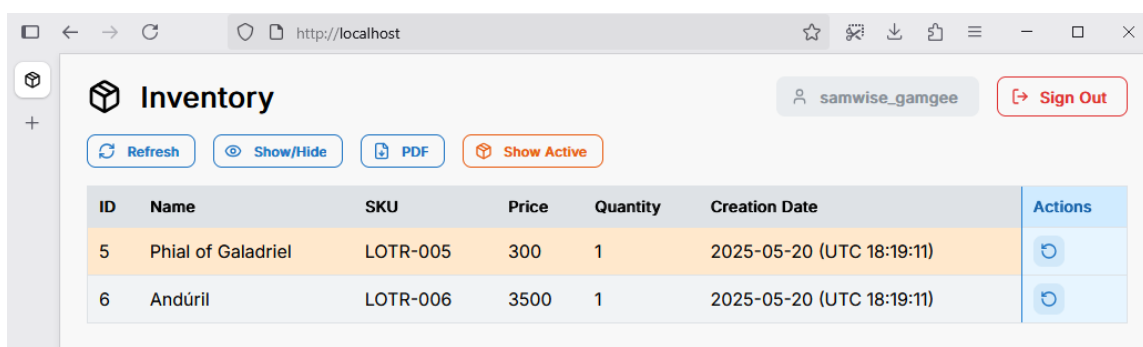 http://localhost
Inventory
samwise_gamgee
Sign Out
Refresh
Show/Hide
PDF
Show Active
ID Name SKU Price Quantity Creation Date Actions
5 Phial of Galadriel LOTR-005 300 1 2025-05-20 (UTC 18:19:11)
6 Andúril LOTR-006 3500 1 2025-05-20 (UTC 18:19:11)